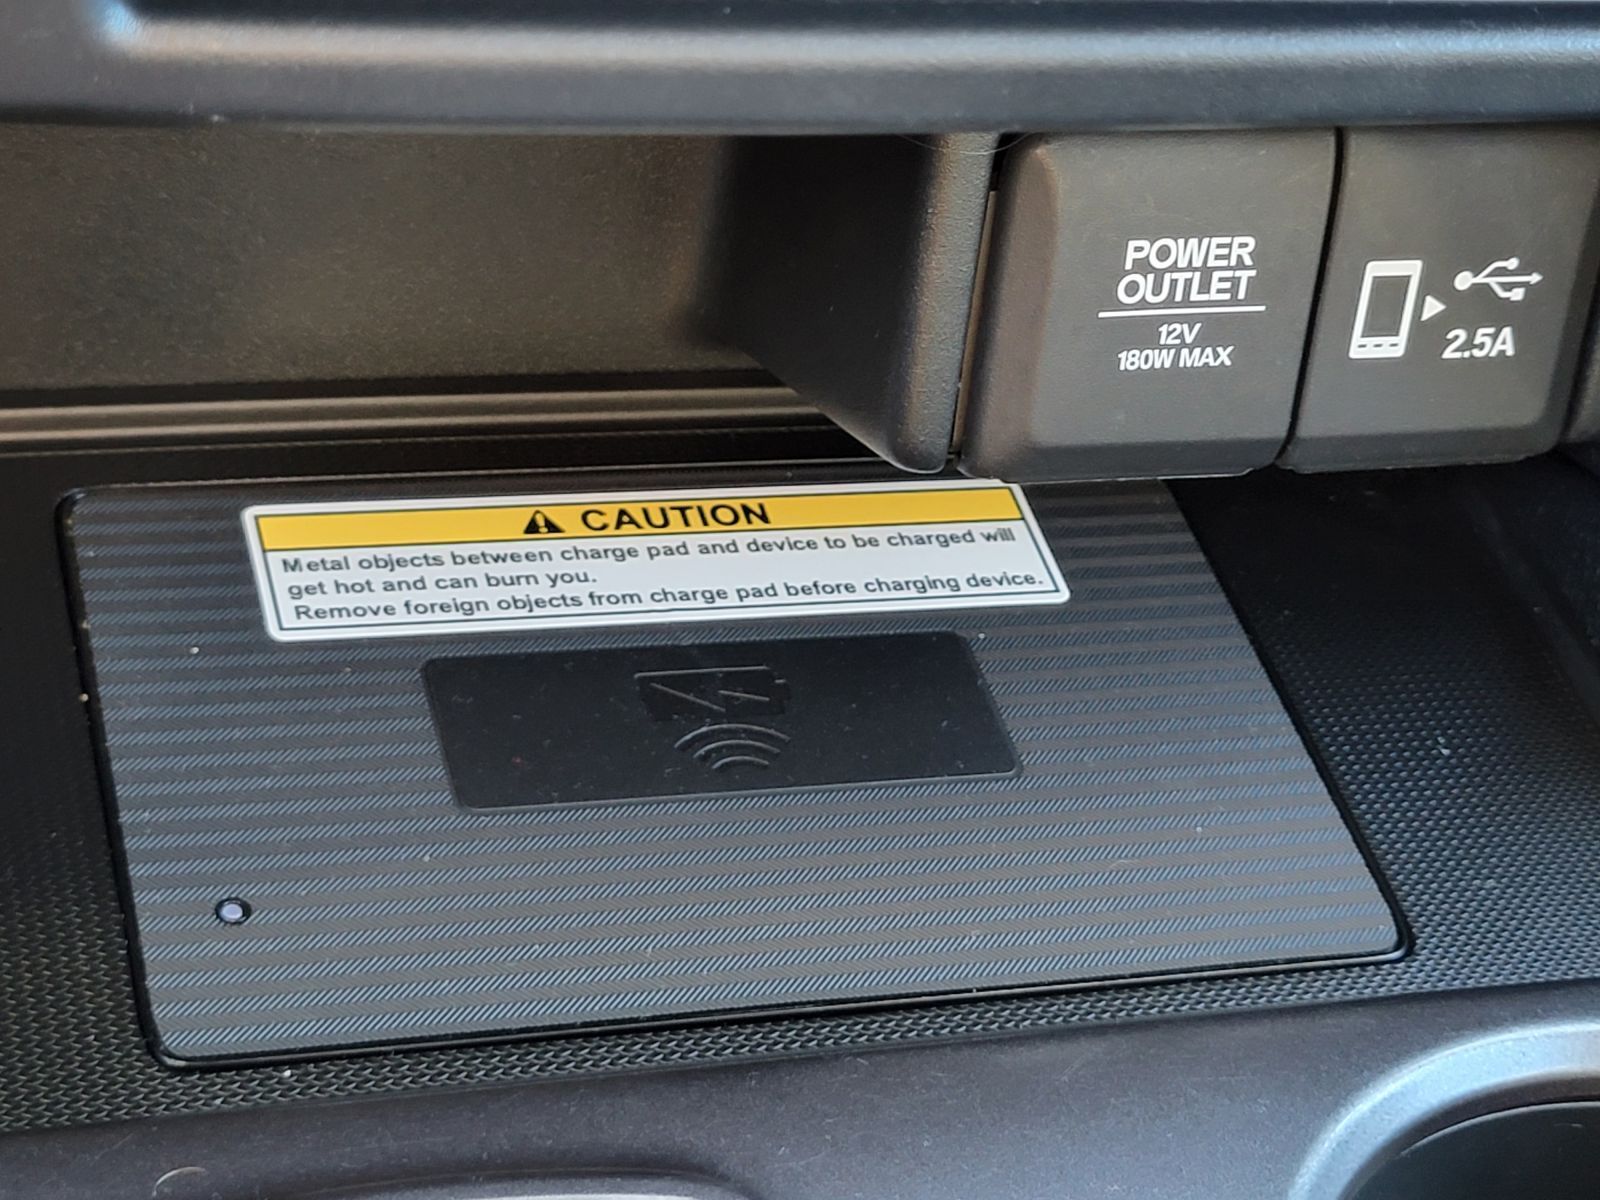 POWER
OUTLET
12V
180W MAX
2.5A
CAUTION
Metal objects between charge pad and device to be charged will
get hot and can burn you.
Remove foreign objects from charge pad before charging device.